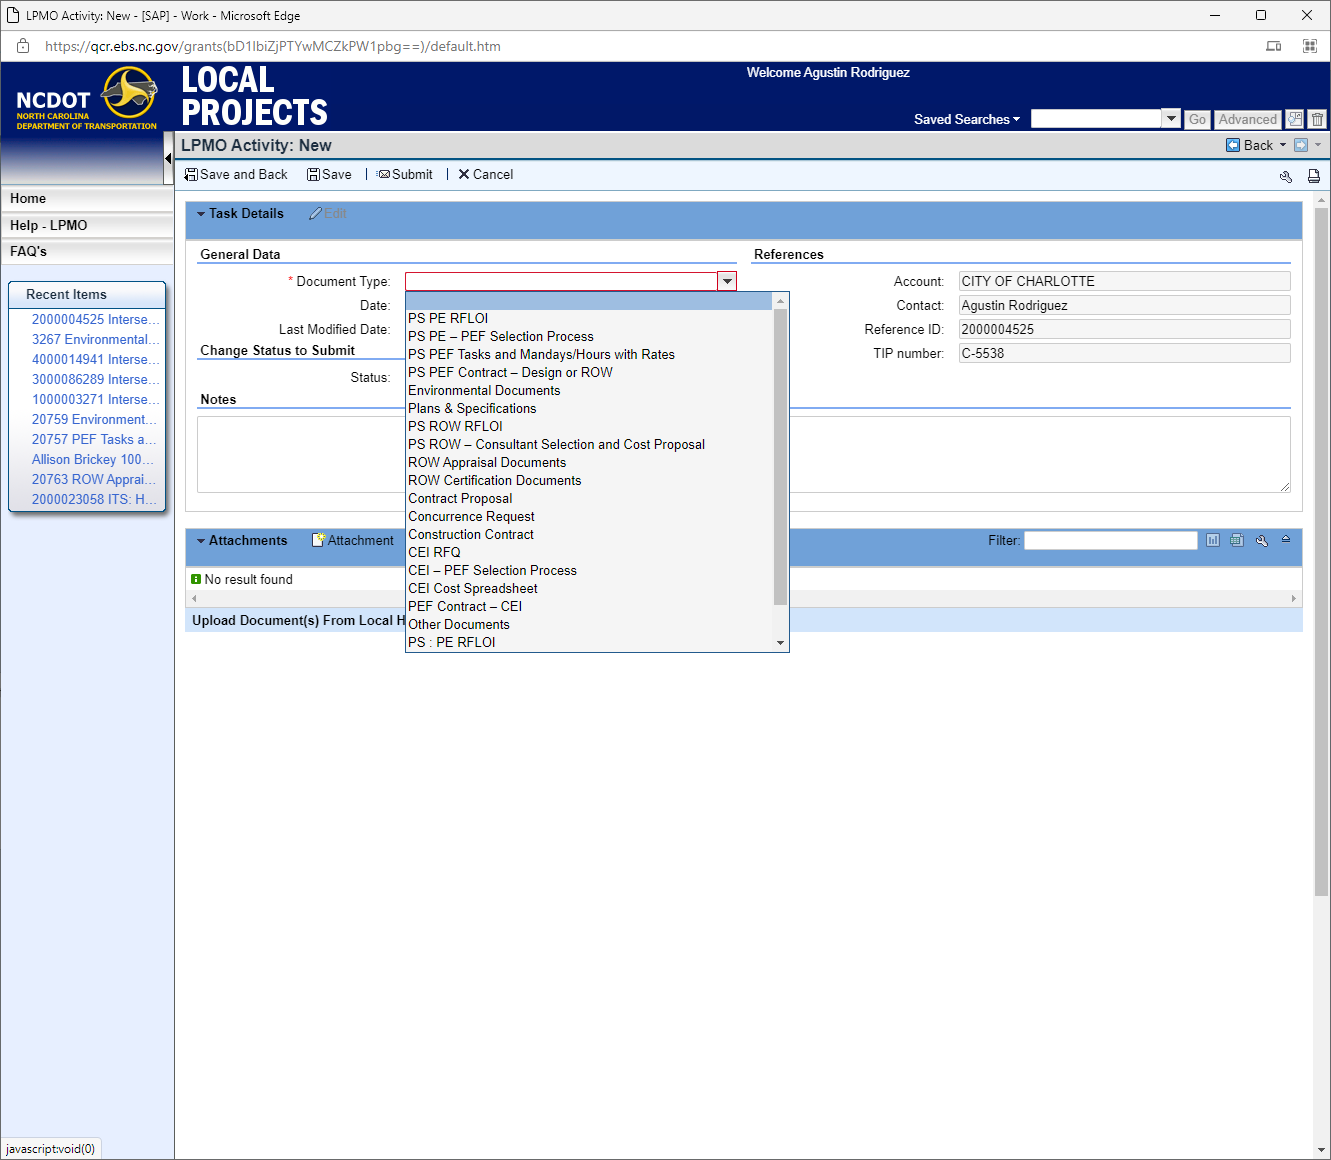 LPMO Activity: New - [SAP] - Work - Microsoft Edge
https://qcr.ebs.nc.gov/grants(bD1lbiZjPTYwMCZkPW1pbg==)/default.htm
NCDOT
NORTH CAROLINA
DEPARTMENT OF TRANSPORTATION
LOCAL
PROJECTS
Welcome Agustin Rodriguez
Saved Searches
Go
Advanced
LPMO Activity: New
Back
Save and Back
Save
Submit
Cancel
Home
Help - LPMO
FAQ's
Recent Items
2000004525 Interse...
3267 Environmental...
4000014941 Interse...
3000086289 Interse...
1000003271 Interse...
20759 Environment...
20757 PEF Tasks a...
Allison Brickey 100...
20763 ROW Apprai...
2000023058 ITS: H...
Task Details
Edit
General Data
* Document Type:
Date:
Last Modified Date:
Change Status to Submit
Status:
Notes
PS PE RFLOI
PS PE – PEF Selection Process
PS PEF Tasks and Mandays/Hours with Rates
PS PEF Contract – Design or ROW
Environmental Documents
Plans & Specifications
PS ROW RFLOI
PS ROW – Consultant Selection and Cost Proposal
ROW Appraisal Documents
ROW Certification Documents
Contract Proposal
Concurrence Request
Construction Contract
CEI RFQ
CEI – PEF Selection Process
CEI Cost Spreadsheet
PEF Contract – CEI
Other Documents
PS : PE RFLOI
References
Account: CITY OF CHARLOTTE
Contact: Agustin Rodriguez
Reference ID: 2000004525
TIP number: C-5538
Attachments
Attachment
Filter:
No result found
Upload Document(s) From Local H
javascript:void(0)